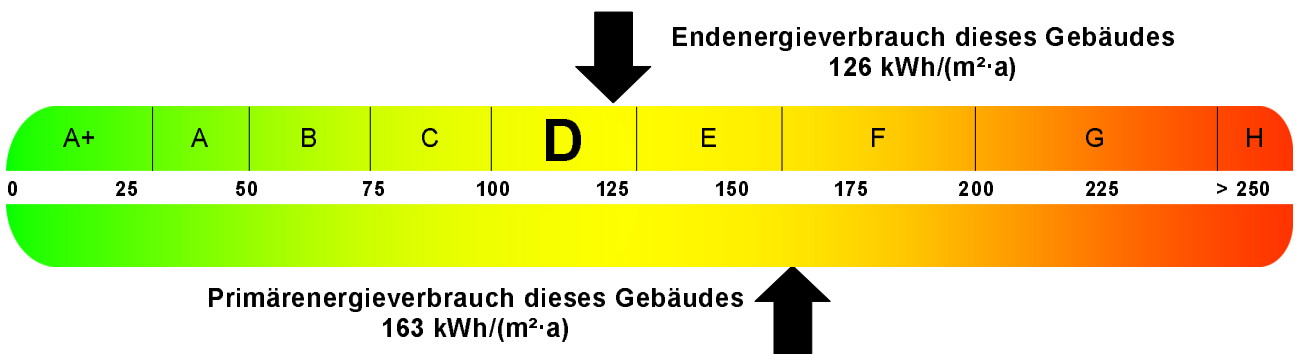 Endenergieverbrauch dieses Gebäudes
126 kWh/(m²·a)
A+ A B C D E F G H
0 25 50 75 100 125 150 175 200 225 > 250
Primärenergieverbrauch dieses Gebäudes
163 kWh/(m²·a)